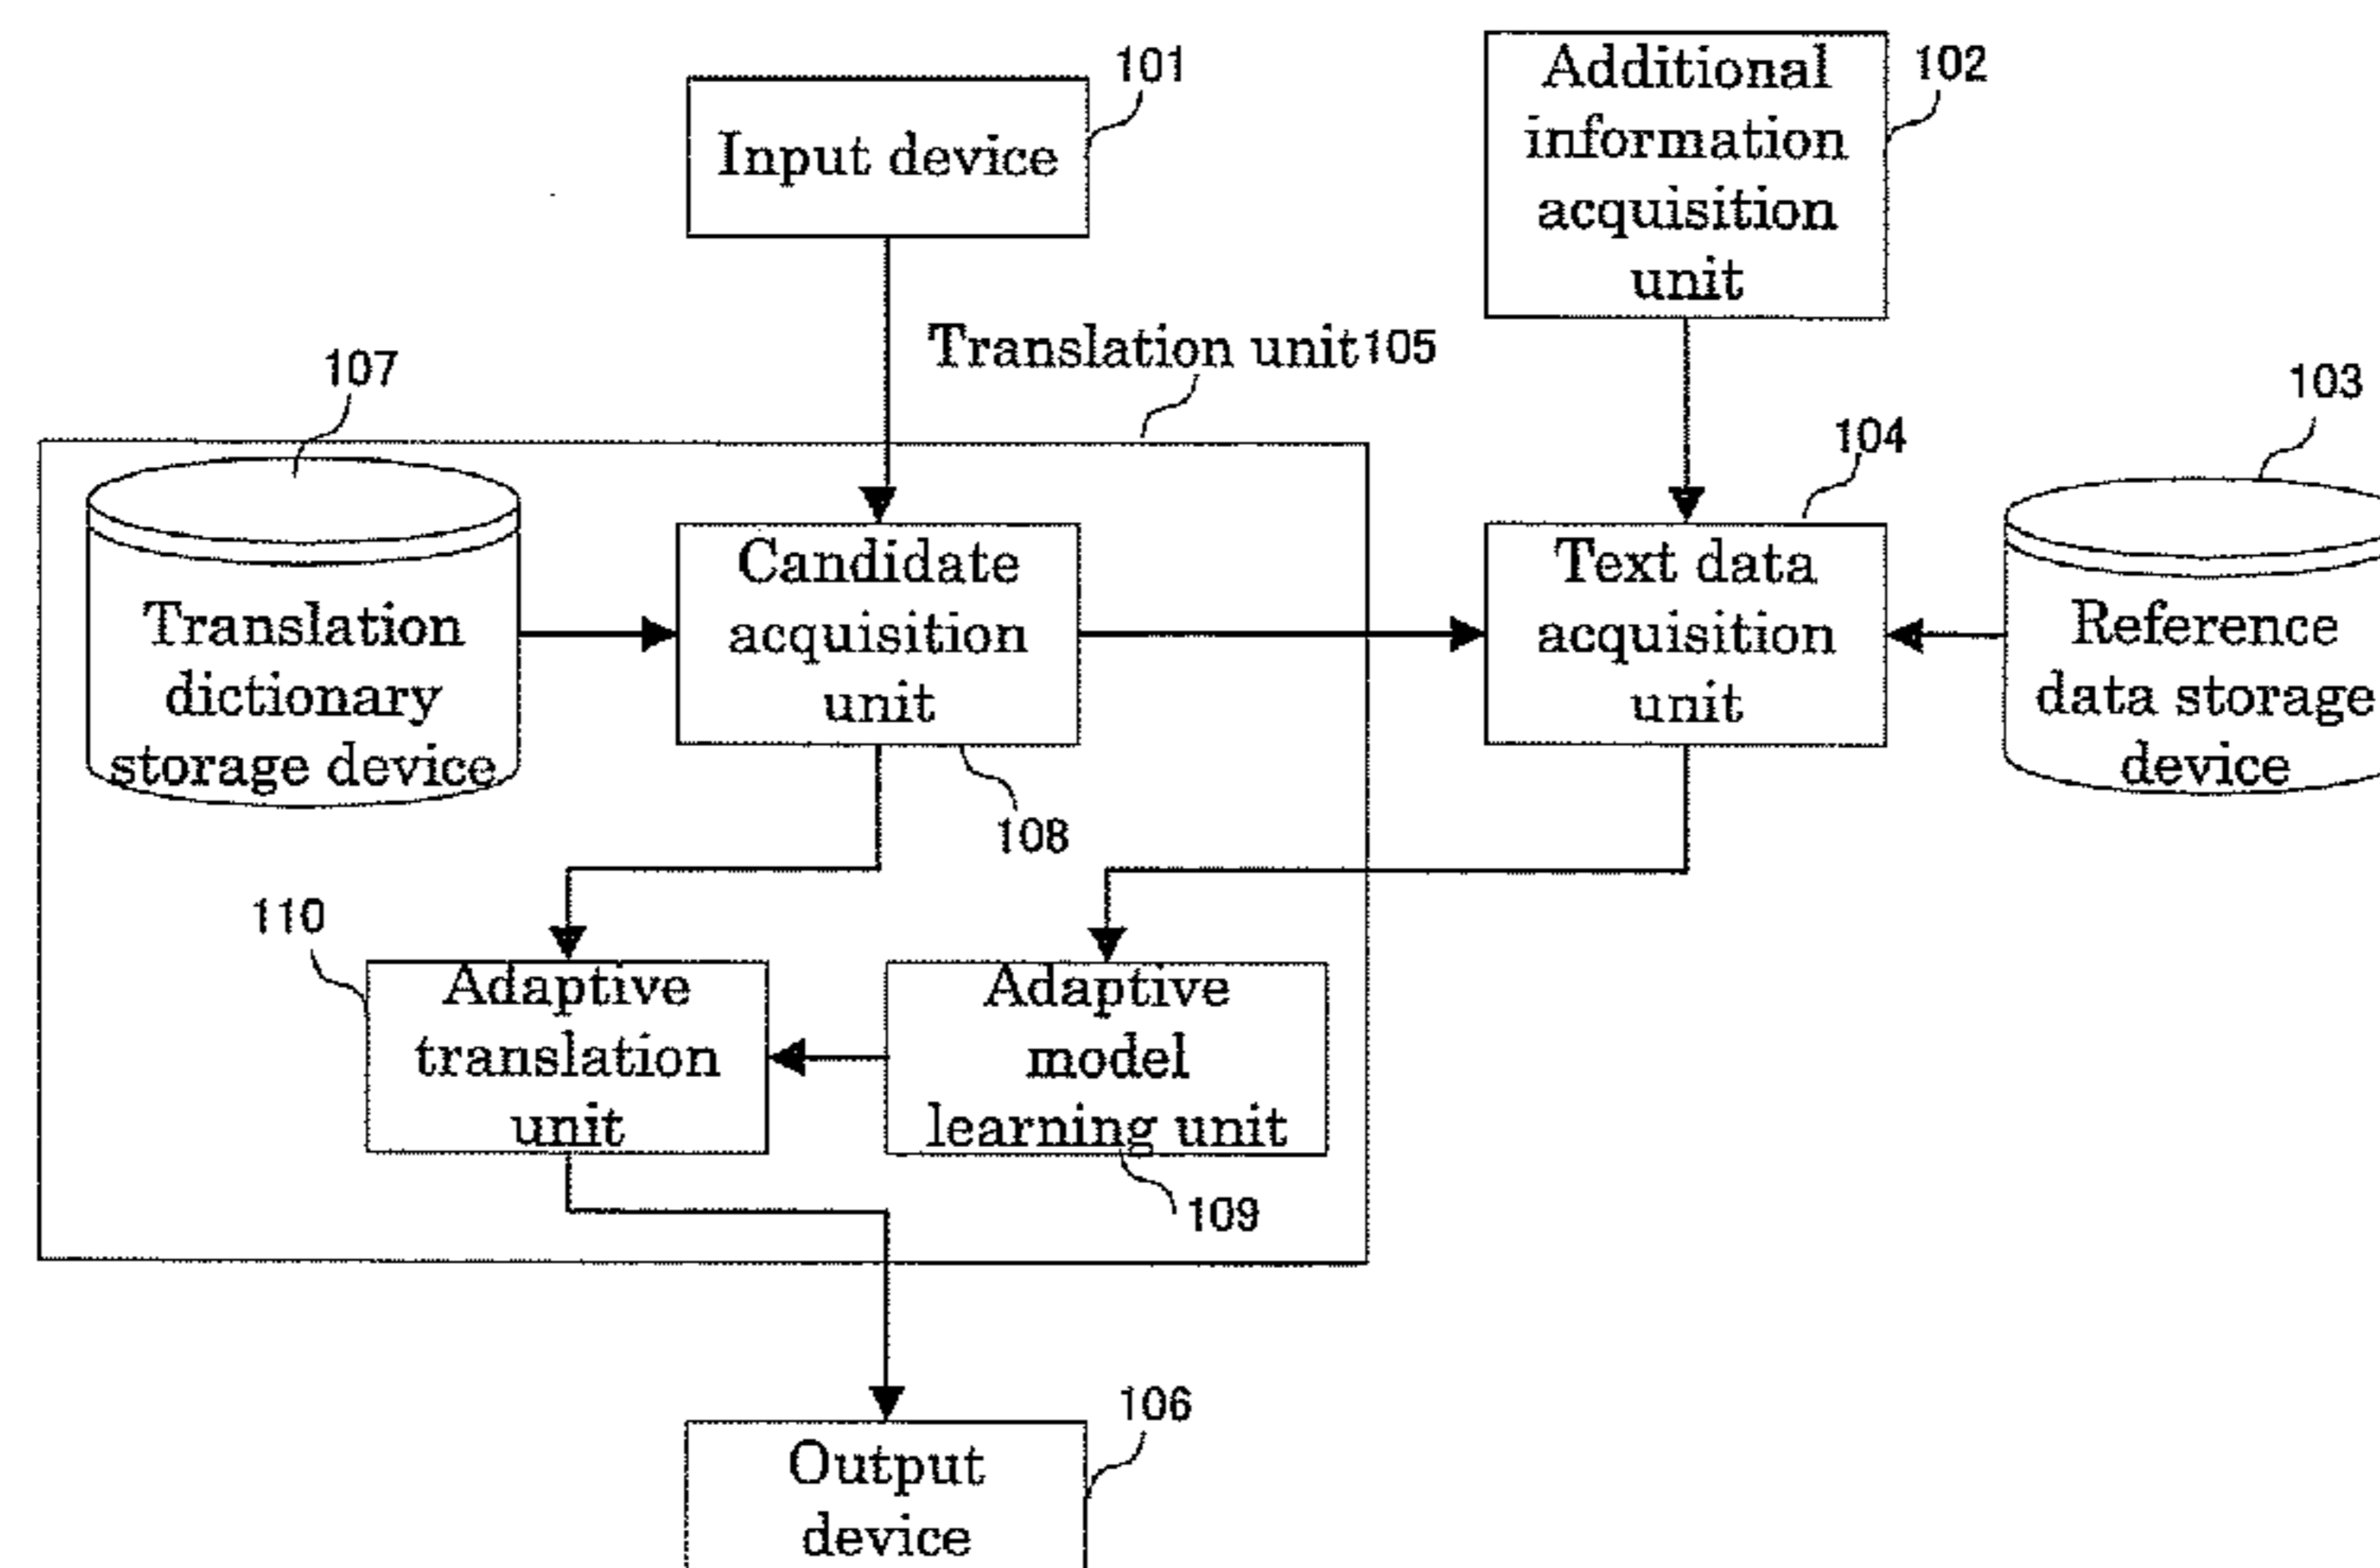 101
Input device
Additional
information
acquisition
unit
102
Translation unit105
107
Translation
dictionary
storage device
Candidate
acquisition
unit
108
104
Text data
acquisition
unit
103
Reference
data storage
device
110
Adaptive
translation
unit
Adaptive
model
learning unit
109
106
Output
device